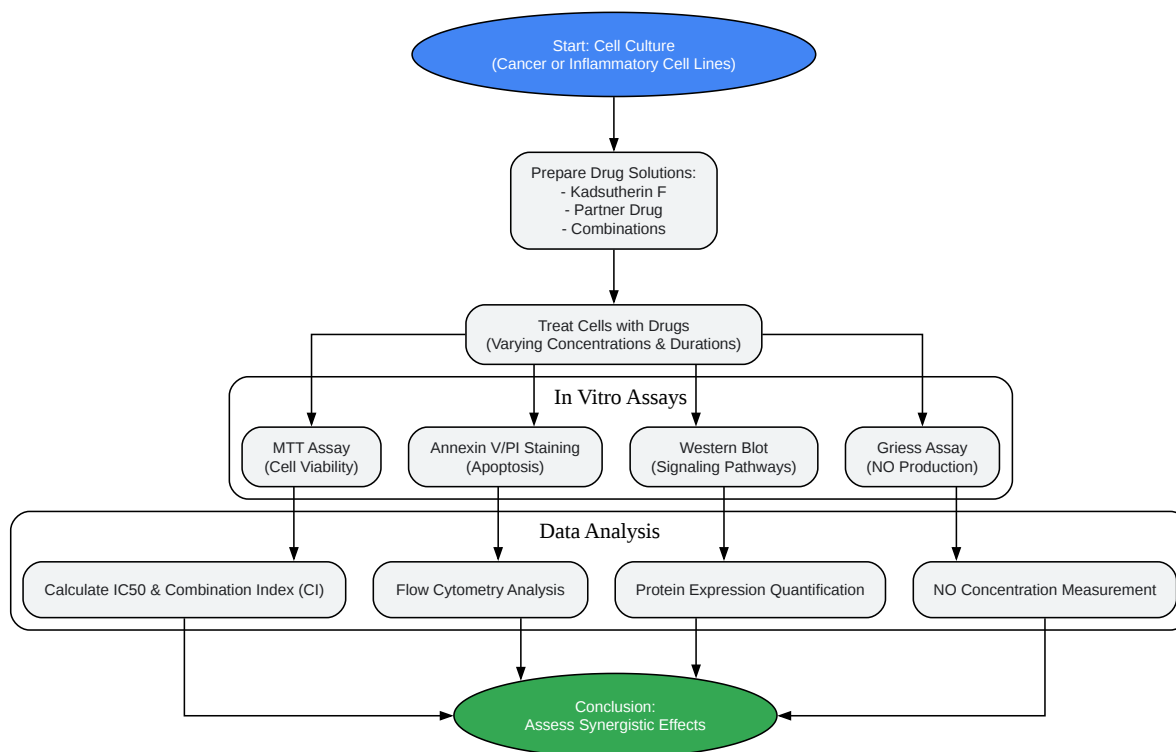 Start: Cell Culture
(Cancer or Inflammatory Cell Lines)
Prepare Drug Solutions:
- Kadsutherin F
- Partner Drug
- Combinations
Treat Cells with Drugs
(Varying Concentrations & Durations)
In Vitro Assays
MTT Assay
(Cell Viability)
Annexin V/PI Staining
(Apoptosis)
Western Blot
(Signaling Pathways)
Griess Assay
(NO Production)
Data Analysis
Calculate IC50 & Combination Index (CI)
Flow Cytometry Analysis
Protein Expression Quantification
NO Concentration Measurement
Conclusion:
Assess Synergistic Effects